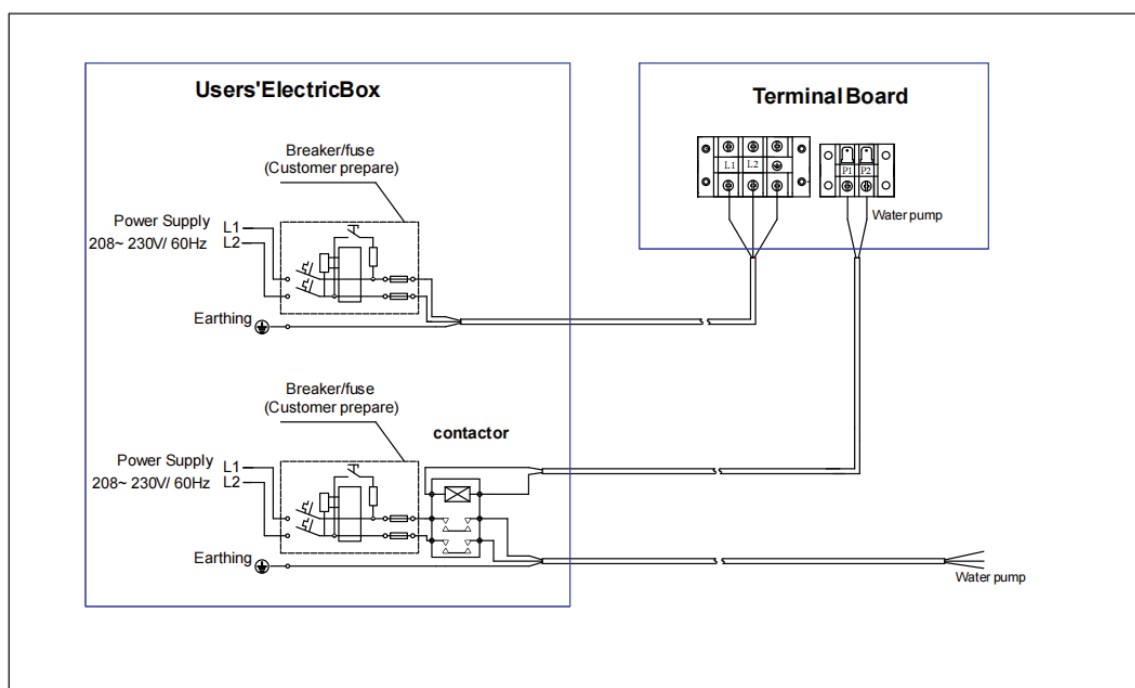 Users'ElectricBox
Terminal Board
Breaker/fuse
(Customer prepare)
L1 L2
P1 P2
Water pump
Power Supply L1
208~ 230V// 60Hz L2
Earthing
Breaker/fuse
(Customer prepare)
contactor
Power Supply L1
208~ 230V// 60Hz L2
Earthing
Water pump